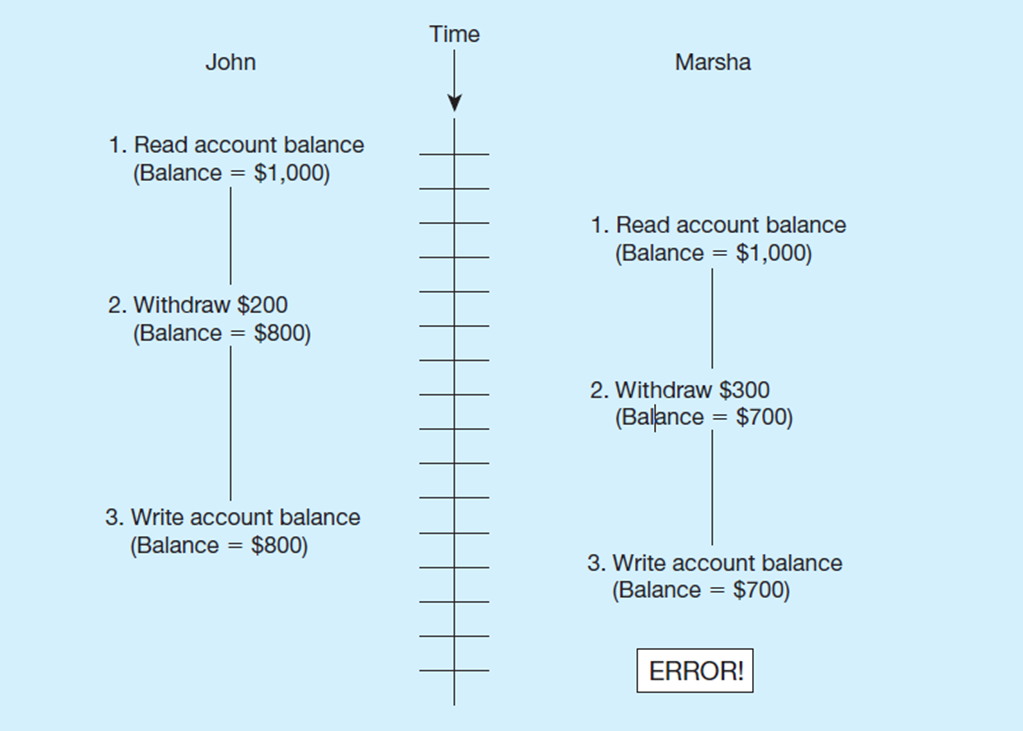 Time
John
Marsha
1. Read account balance
(Balance = $1,000)
1. Read account balance
(Balance = $1,000)
2. Withdraw $200
(Balance = $800)
2. Withdraw $300
(Balance = $700)
3. Write account balance
(Balance = $800)
3. Write account balance
(Balance = $700)
ERROR!